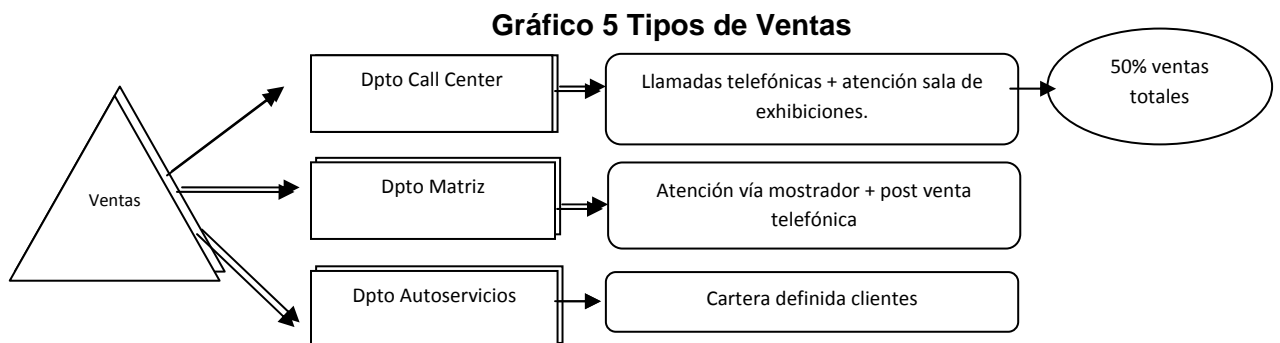 Gráfico 5 Tipos de Ventas
Ventas
Dpto Call Center
Llamadas telefónicas + atención sala de
exhibiciones.
50% ventas
totales
Dpto Matriz
Atención vía mostrador + post venta
telefónica
Dpto Autoservicios
Cartera definida clientes